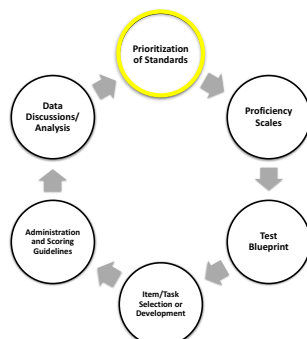 Prioritization
of Standards
Proficiency
Scales
Test
Blueprint
Item/Task
Selection or
Development
Administration
and Scoring
Guidelines
Data
Discussions/
Analysis